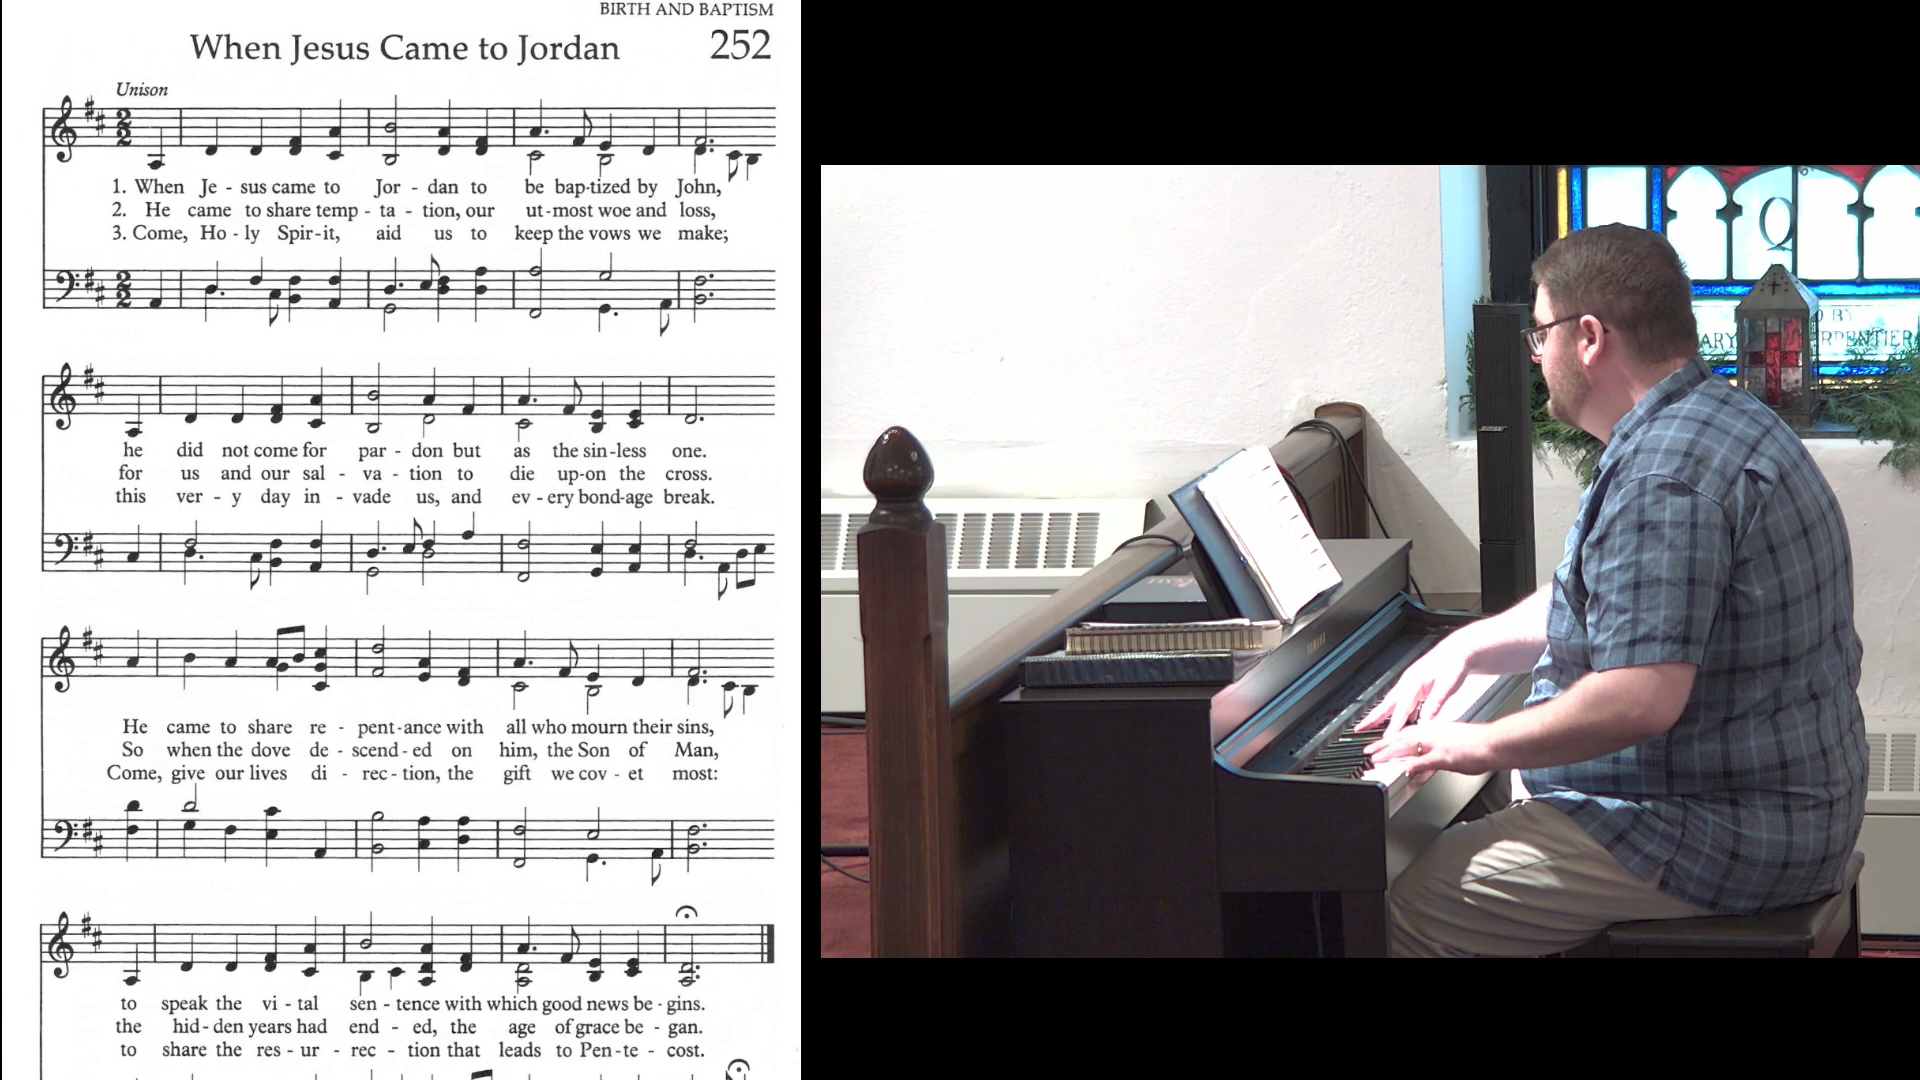 BIRTH AND BAPTISM
When Jesus Came to Jordan 252
Unison
1. When Je - sus came to Jor - dan to be bap-tized by John,
2. He came to share temp - ta - tion, our ut-most woe and loss,
3. Come, Ho - ly Spir-it, aid us to keep the vows we make;
he did not come for par - don but as the sin-less one.
for us and our sal - va - tion to die up-on the cross.
this ver - y day in - vade us, and ev - ery bond-age break.
He came to share re - pent-ance with all who mourn their sins,
So when the dove de - scend-ed on him, the Son of Man,
Come, give our lives di - rec-tion, the gift we cov - et most:
to speak the vi - tal sen - tence with which good news be - gins.
the hid-den years had end - ed, the age of grace be - gan.
to share the res - ur - rec - tion that leads to Pen-te - cost.
BOSE
YAMAHA